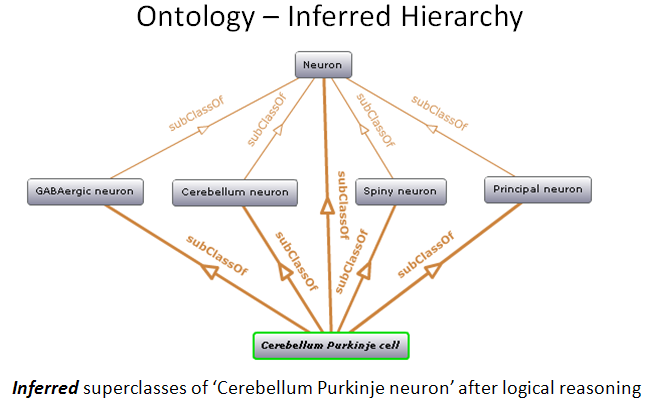 Ontology – Inferred Hierarchy
Neuron
subClassOf
subClassOf
subClassOf
subClassOf
GABAergic neuron
Cerebellum neuron
Spiny neuron
Principal neuron
subClassOf
subClassOf
subClassOf
subClassOf
subClassOf
Cerebellum Purkinje cell
Inferred superclasses of ‘Cerebellum Purkinje neuron’ after logical reasoning